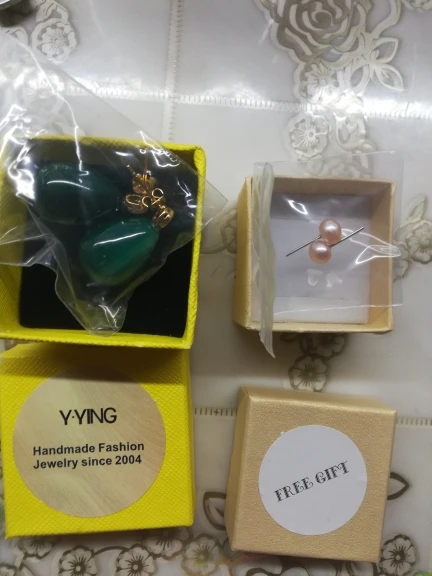 Y·YING
Handmade Fashion
Jewelry since 2004
FREE GIFT